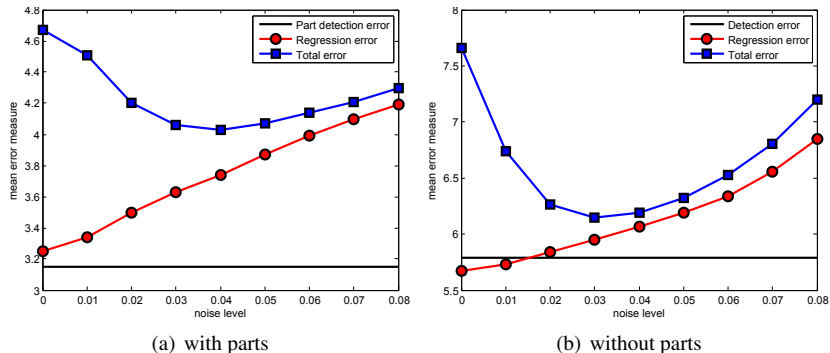 4.8
4.6
4.4
4.2
4
3.8
3.6
3.4
3.2
3
mean error measure
0 0.01 0.02 0.03 0.04 0.05 0.06 0.07 0.08
noise level
Part detection error
Regression error
Total error
(a) with parts
8
7.5
7
6.5
6
5.5
mean error measure
0 0.01 0.02 0.03 0.04 0.05 0.06 0.07 0.08
noise level
Detection error
Regression error
Total error
(b) without parts